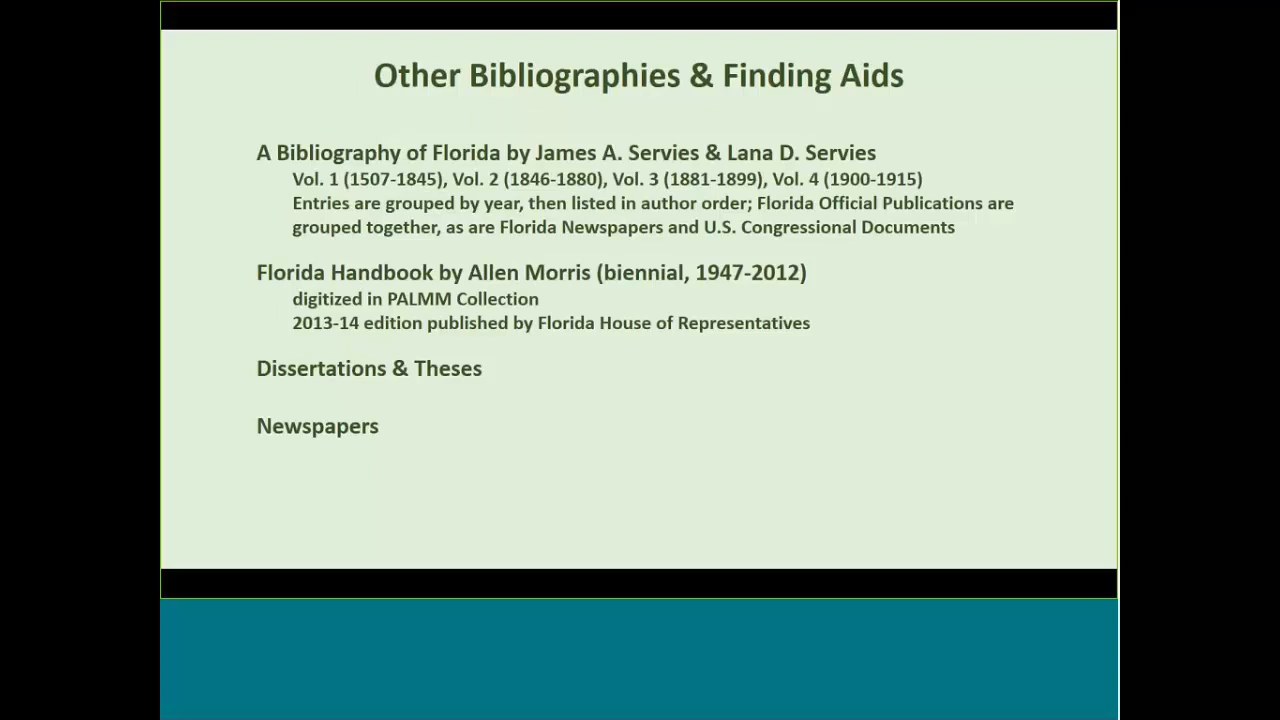 Other Bibliographies & Finding Aids
A Bibliography of Florida by James A. Servies & Lana D. Servies
Vol. 1 (1507-1845), Vol. 2 (1846-1880), Vol. 3 (1881-1899), Vol. 4 (1900-1915)
Entries are grouped by year, then listed in author order; Florida Official Publications are
grouped together, as are Florida Newspapers and U.S. Congressional Documents
Florida Handbook by Allen Morris (biennial, 1947-2012)
digitized in PALMM Collection
2013-14 edition published by Florida House of Representatives
Dissertations & Theses
Newspapers